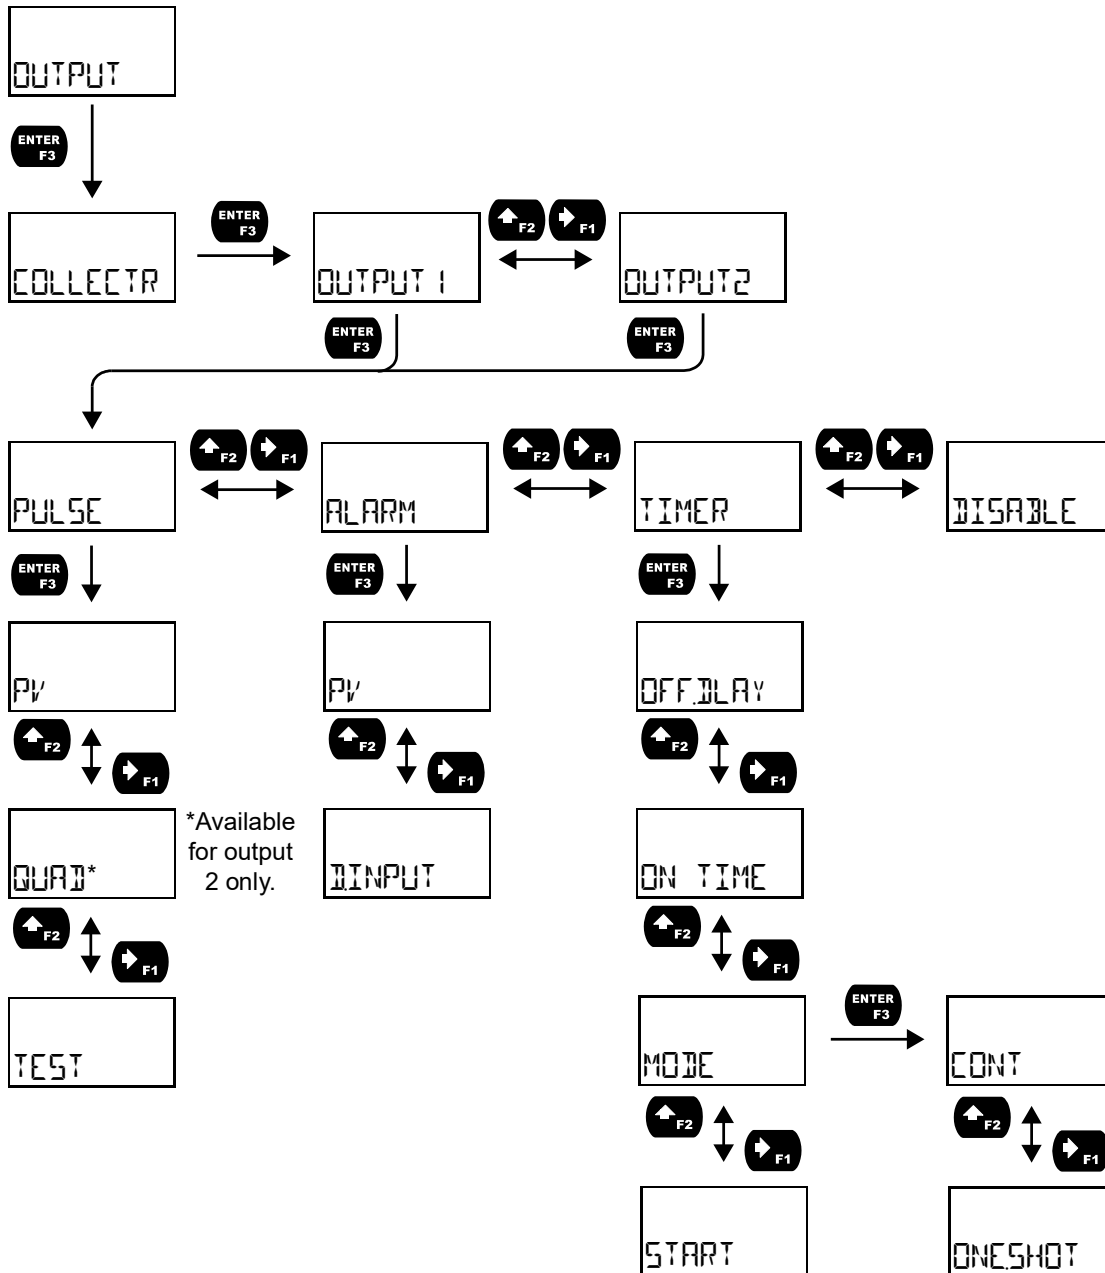 OUTPUT
ENTER
F3
COLLECTR
ENTER
F3
OUTPUT 1
F2
F1
OUTPUT2
ENTER
F3
ENTER
F3
PULSE
F2
F1
ALARM
F2
F1
TIMER
F2
F1
DISABLE
ENTER
F3
ENTER
F3
ENTER
F3
PV
PV
OFF.DLAY
F2
F1
F2
F1
F2
F1
QUAD*
*Available
for output
2 only.
D.INPUT
ON TIME
F2
F1
F2
F1
TEST
MODE
ENTER
F3
CONT
F2
F1
F2
F1
START
ONE.SHOT